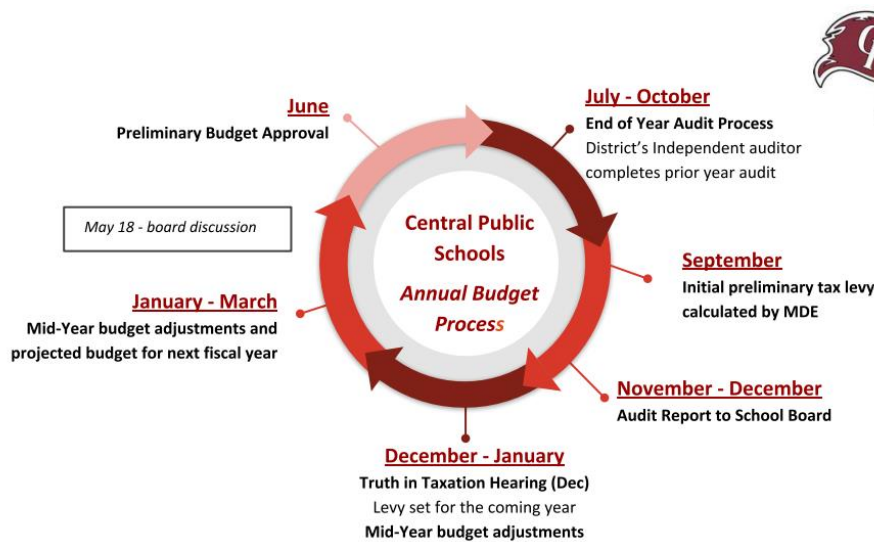 June
Preliminary Budget Approval
July - October
End of Year Audit Process
District's Independent auditor
completes prior year audit
May 18 - board discussion
Central Public
Schools
Annual Budget
Process
September
Initial preliminary tax levy
calculated by MDE
January - March
Mid-Year budget adjustments and
projected budget for next fiscal year
November - December
Audit Report to School Board
December - January
Truth in Taxation Hearing (Dec)
Levy set for the coming year
Mid-Year budget adjustments